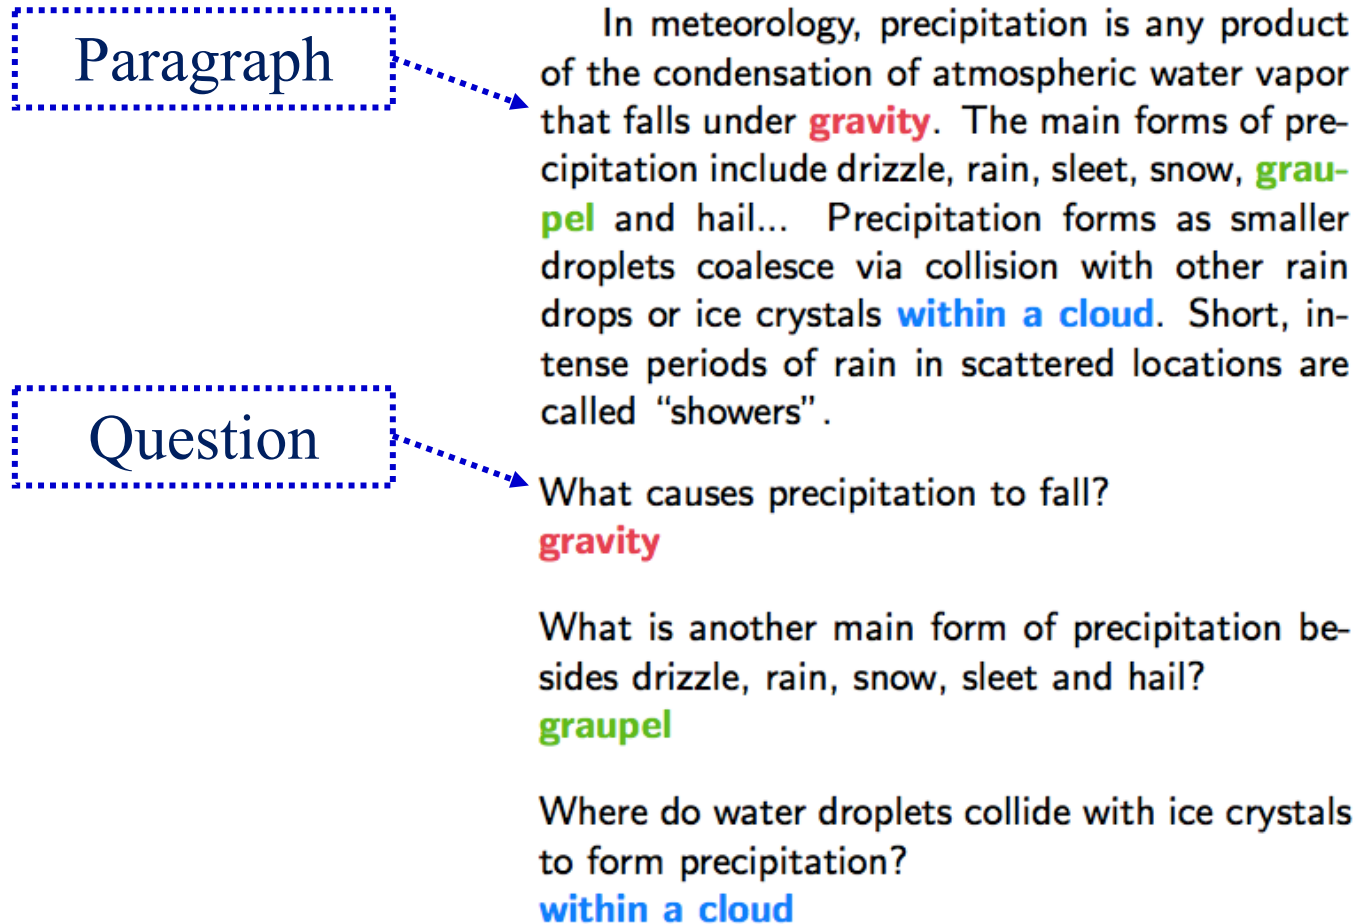 Paragraph
In meteorology, precipitation is any product
of the condensation of atmospheric water vapor
that falls under gravity. The main forms of pre-
cipitation include drizzle, rain, sleet, snow, grau-
pel and hail... Precipitation forms as smaller
droplets coalesce via collision with other rain
drops or ice crystals within a cloud. Short, in-
tense periods of rain in scattered locations are
called “showers”.
Question
What causes precipitation to fall?
gravity
What is another main form of precipitation be-
sides drizzle, rain, snow, sleet and hail?
graupel
Where do water droplets collide with ice crystals
to form precipitation?
within a cloud